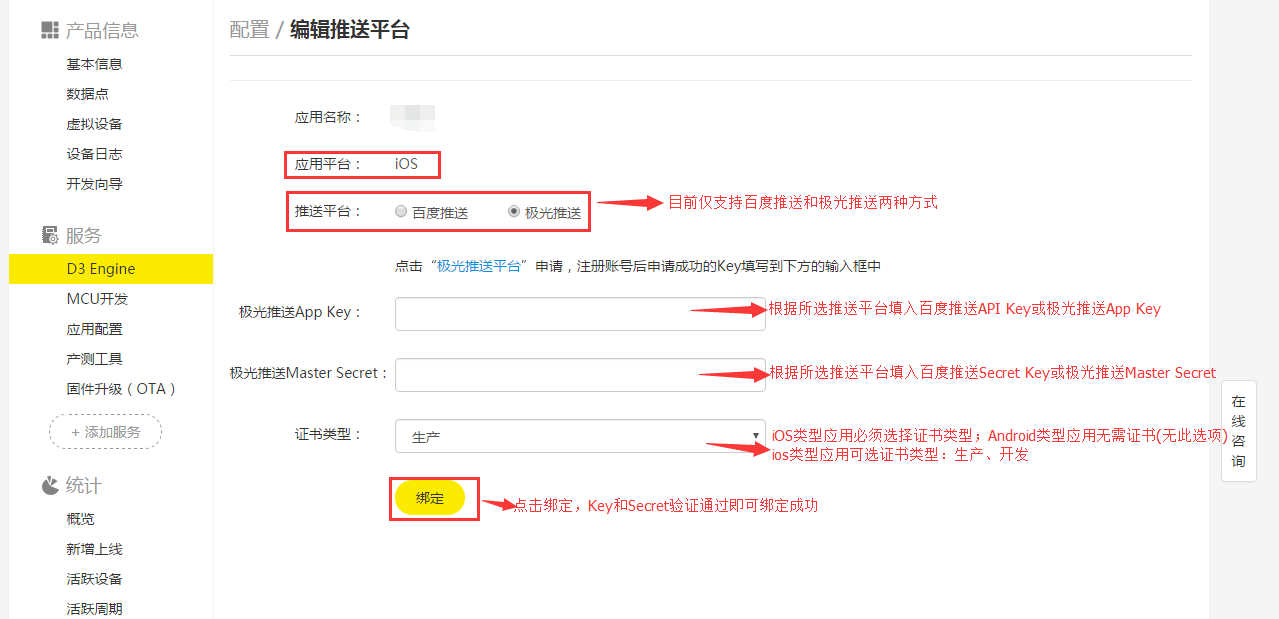 产品信息
基本信息
数据点
虚拟设备
设备日志
开发向导
服务
D3 Engine
MCU开发
应用配置
产测工具
固件升级（OTA）
+ 添加服务
统计
概览
新增上线
活跃设备
活跃周期
配置 / 编辑推送平台
应用名称：
应用平台： iOS
推送平台： 百度推送 极光推送
目前仅支持百度推送和极光推送两种方式
点击“极光推送平台”申请，注册账号后申请成功的Key填写到下方的输入框中
极光推送App Key：
根据所选推送平台填入百度推送API Key或极光推送App Key
极光推送Master Secret：
根据所选推送平台填入百度推送Secret Key或极光推送Master Secret
证书类型： 生产
iOS类型应用必须选择证书类型；Android类型应用无需证书(无此选项)
ios类型应用可选证书类型：生产、开发
绑定
点击绑定，Key和Secret验证通过即可绑定成功
在
线
咨
询